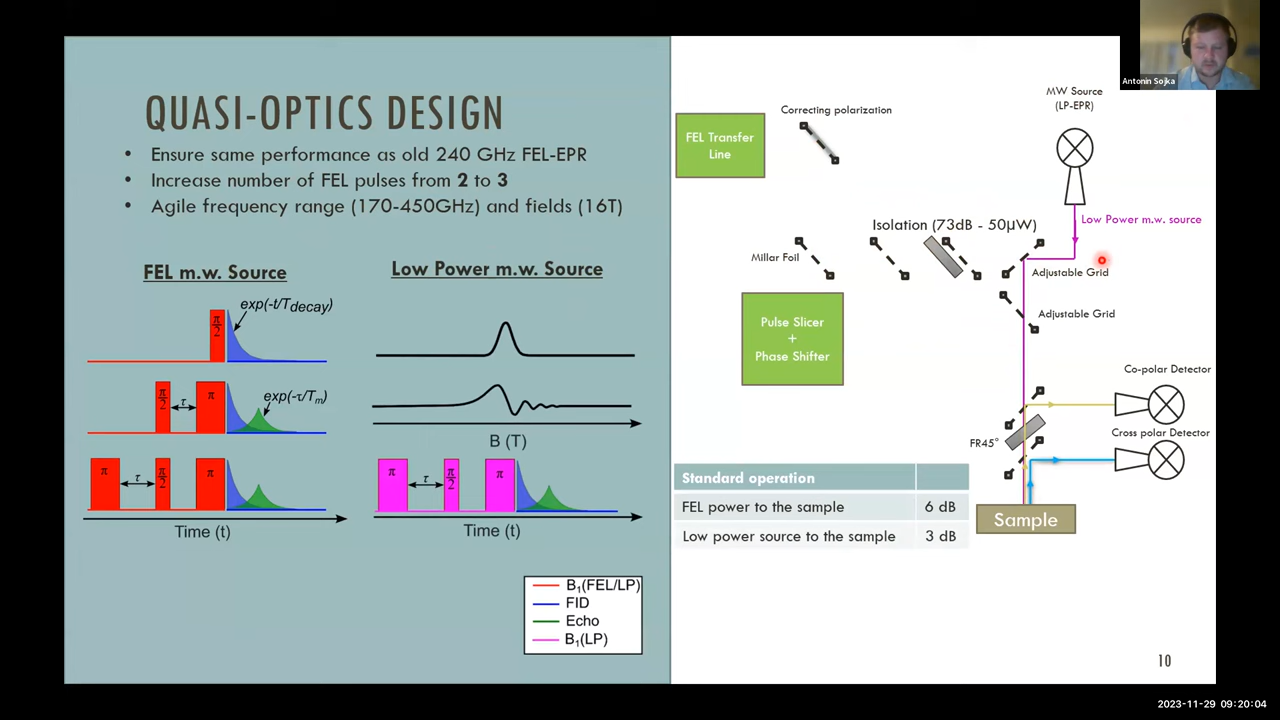 Antonin Sojka
QUASI-OPTICS DESIGN
• Ensure same performance as old 240 GHz FEL-EPR
• Increase number of FEL pulses from 2 to 3
• Agile frequency range (170-450GHz) and fields (16T)
FEL m.w. Source
exp(-t/Tdecay)
π/2
π/2
τ
π
exp(-τ/Tm)
π
τ
π/2
π
Time (t)
Low Power m.w. Source
B (T)
π
τ
π/2
π
Time (t)
B1(FEL/LP)
FID
Echo
B1(LP)
MW Source
(LP-EPR)
Correcting polarization
FEL Transfer
Line
Low Power m.w. source
Isolation (73dB - 50µW)
Millar Foil
Adjustable Grid
Adjustable Grid
Pulse Slicer
+
Phase Shifter
Co-polar Detector
Cross polar Detector
FR45°
Standard operation
FEL power to the sample 6 dB
Low power source to the sample 3 dB
Sample
10
2023-11-29 09:20:04